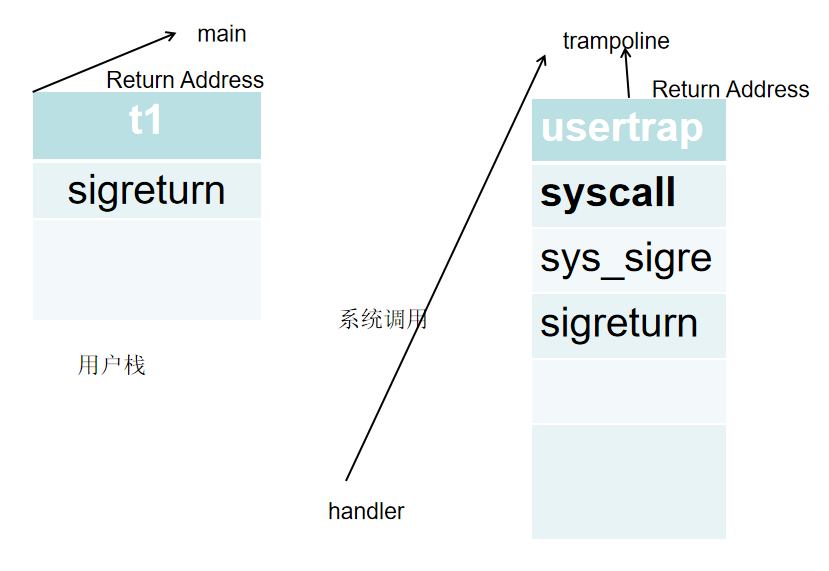 main
Return Address
t1
sigreturn
用户栈
系统调用
handler
trampoline
Return Address
usertrap
syscall
sys_sigre
sigreturn